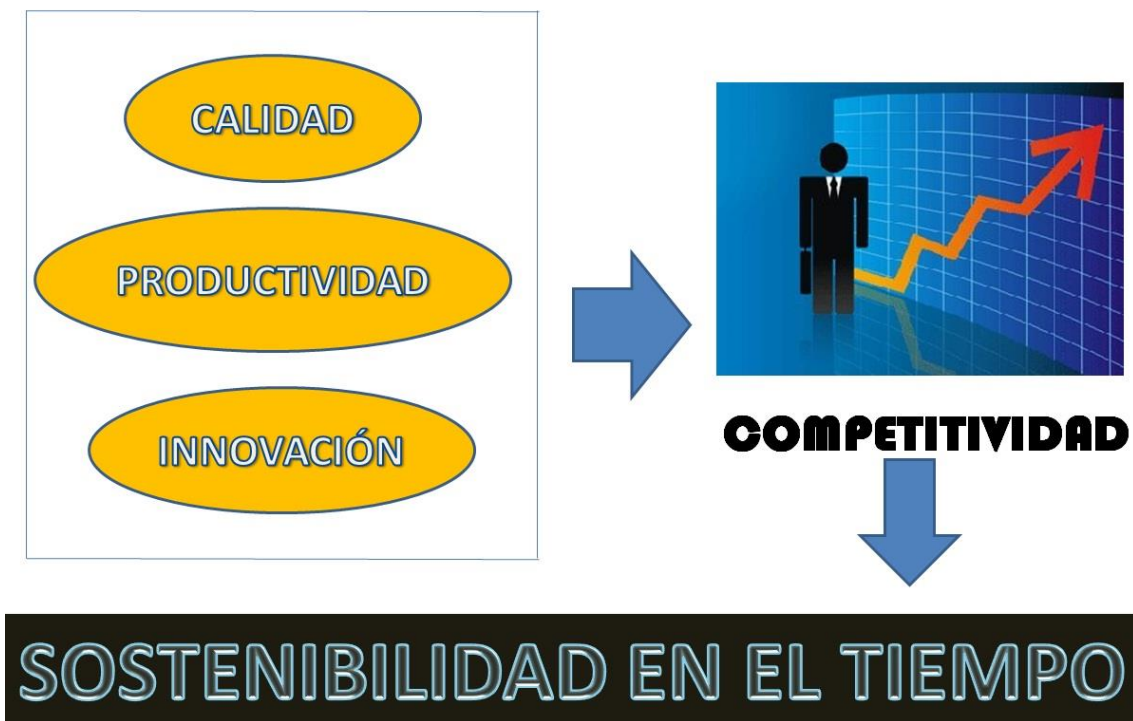 CALIDAD
PRODUCTIVIDAD
INNOVACIÓN
COMPETITIVIDAD
SOSTENIBILIDAD EN EL TIEMPO